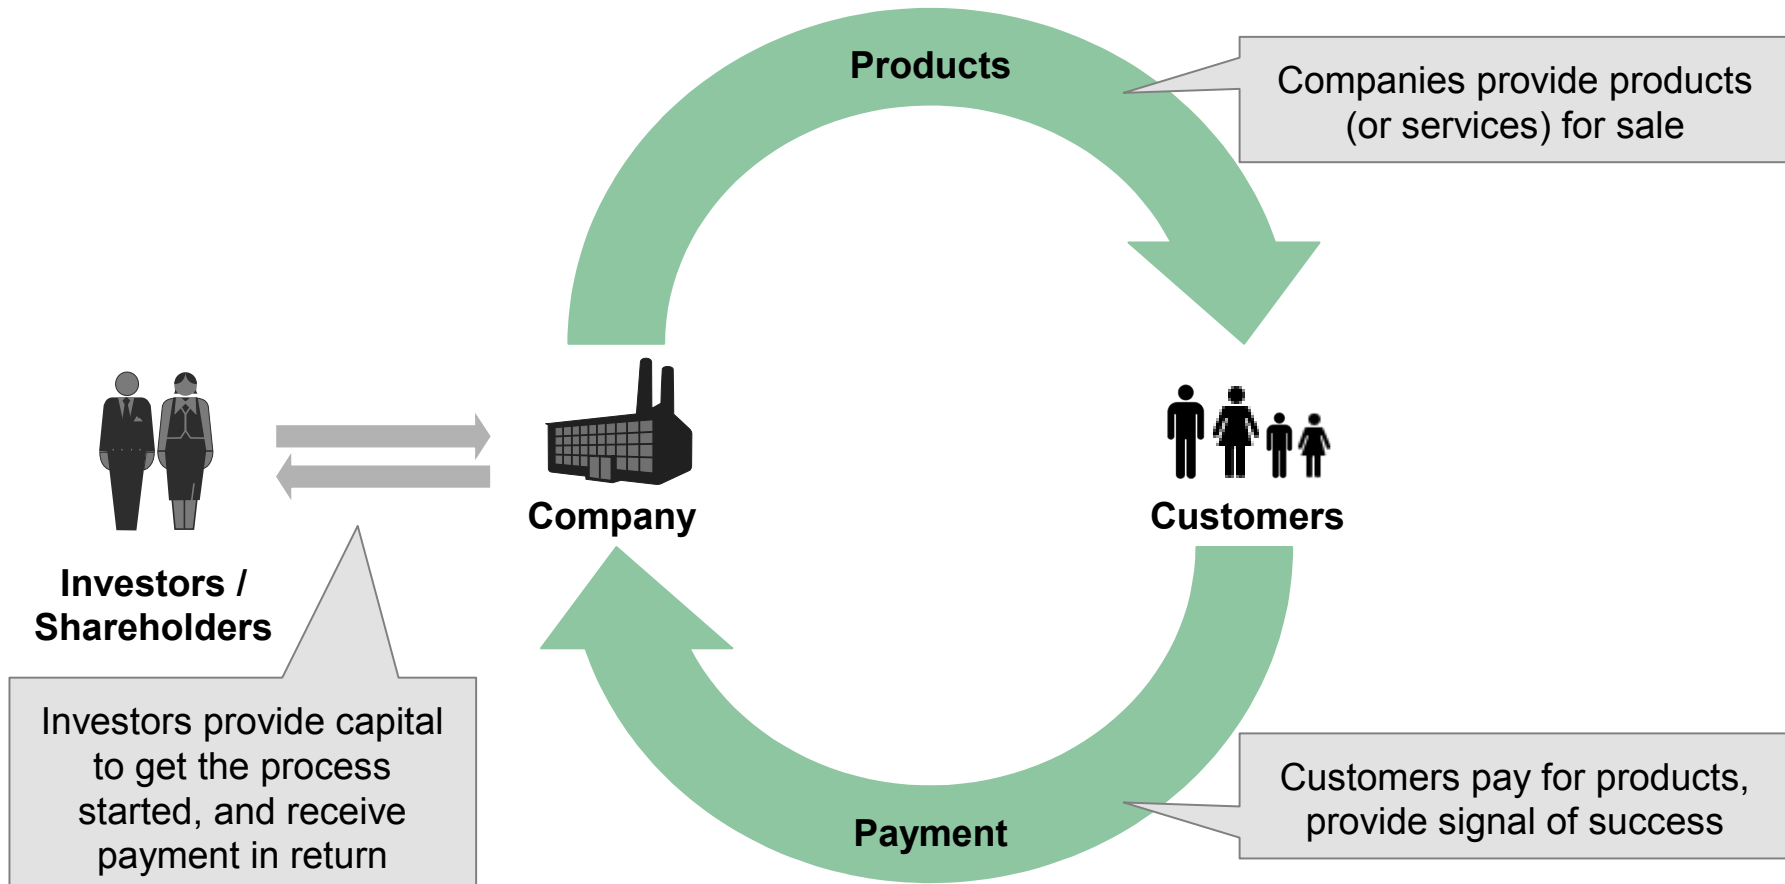 Products
Companies provide products
(or services) for sale
Company
Customers
Investors /
Shareholders
Investors provide capital
to get the process
started, and receive
payment in return
Payment
Customers pay for products,
provide signal of success